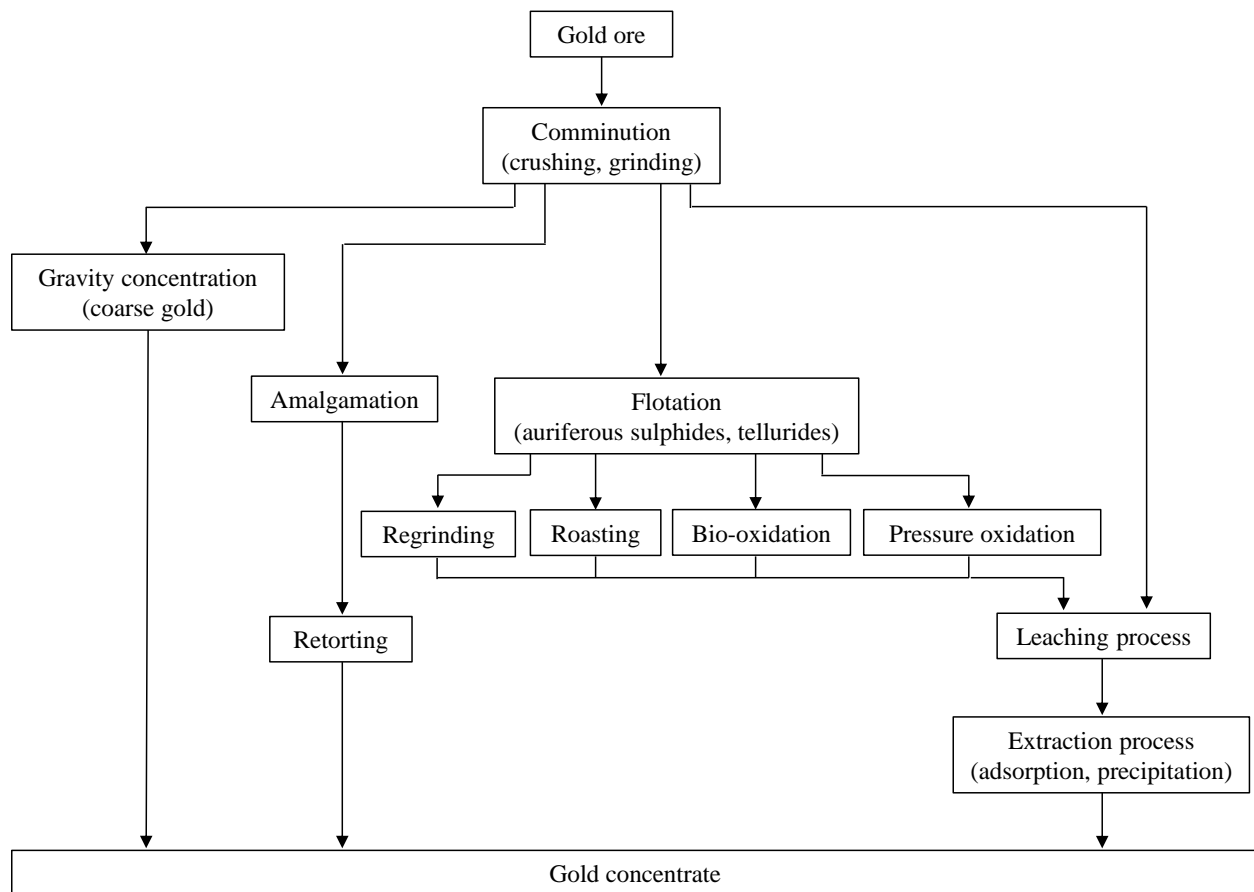 Gold ore
Comminution
(crushing, grinding)
Gravity concentration
(coarse gold)
Amalgamation
Flotation
(auriferous sulphides, tellurides)
Regrinding
Roasting
Bio-oxidation
Pressure oxidation
Retorting
Leaching process
Extraction process
(adsorption, precipitation)
Gold concentrate